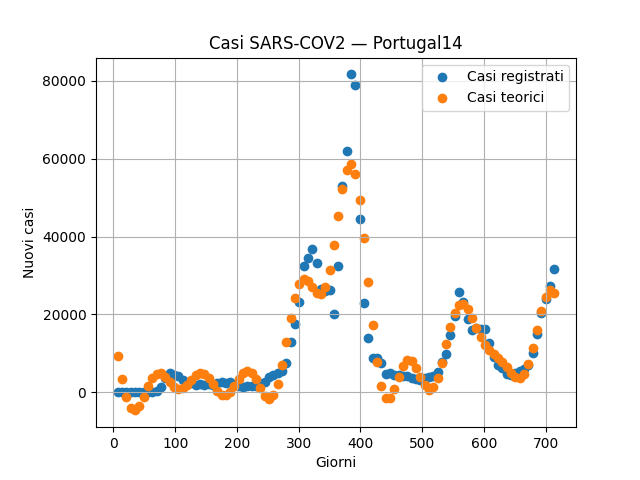 Casi SARS-COV2 — Portugal14
Casi registrati
Casi teorici
80000
60000
40000
20000
0
Nuovi casi
0 100 200 300 400 500 600 700
Giorni